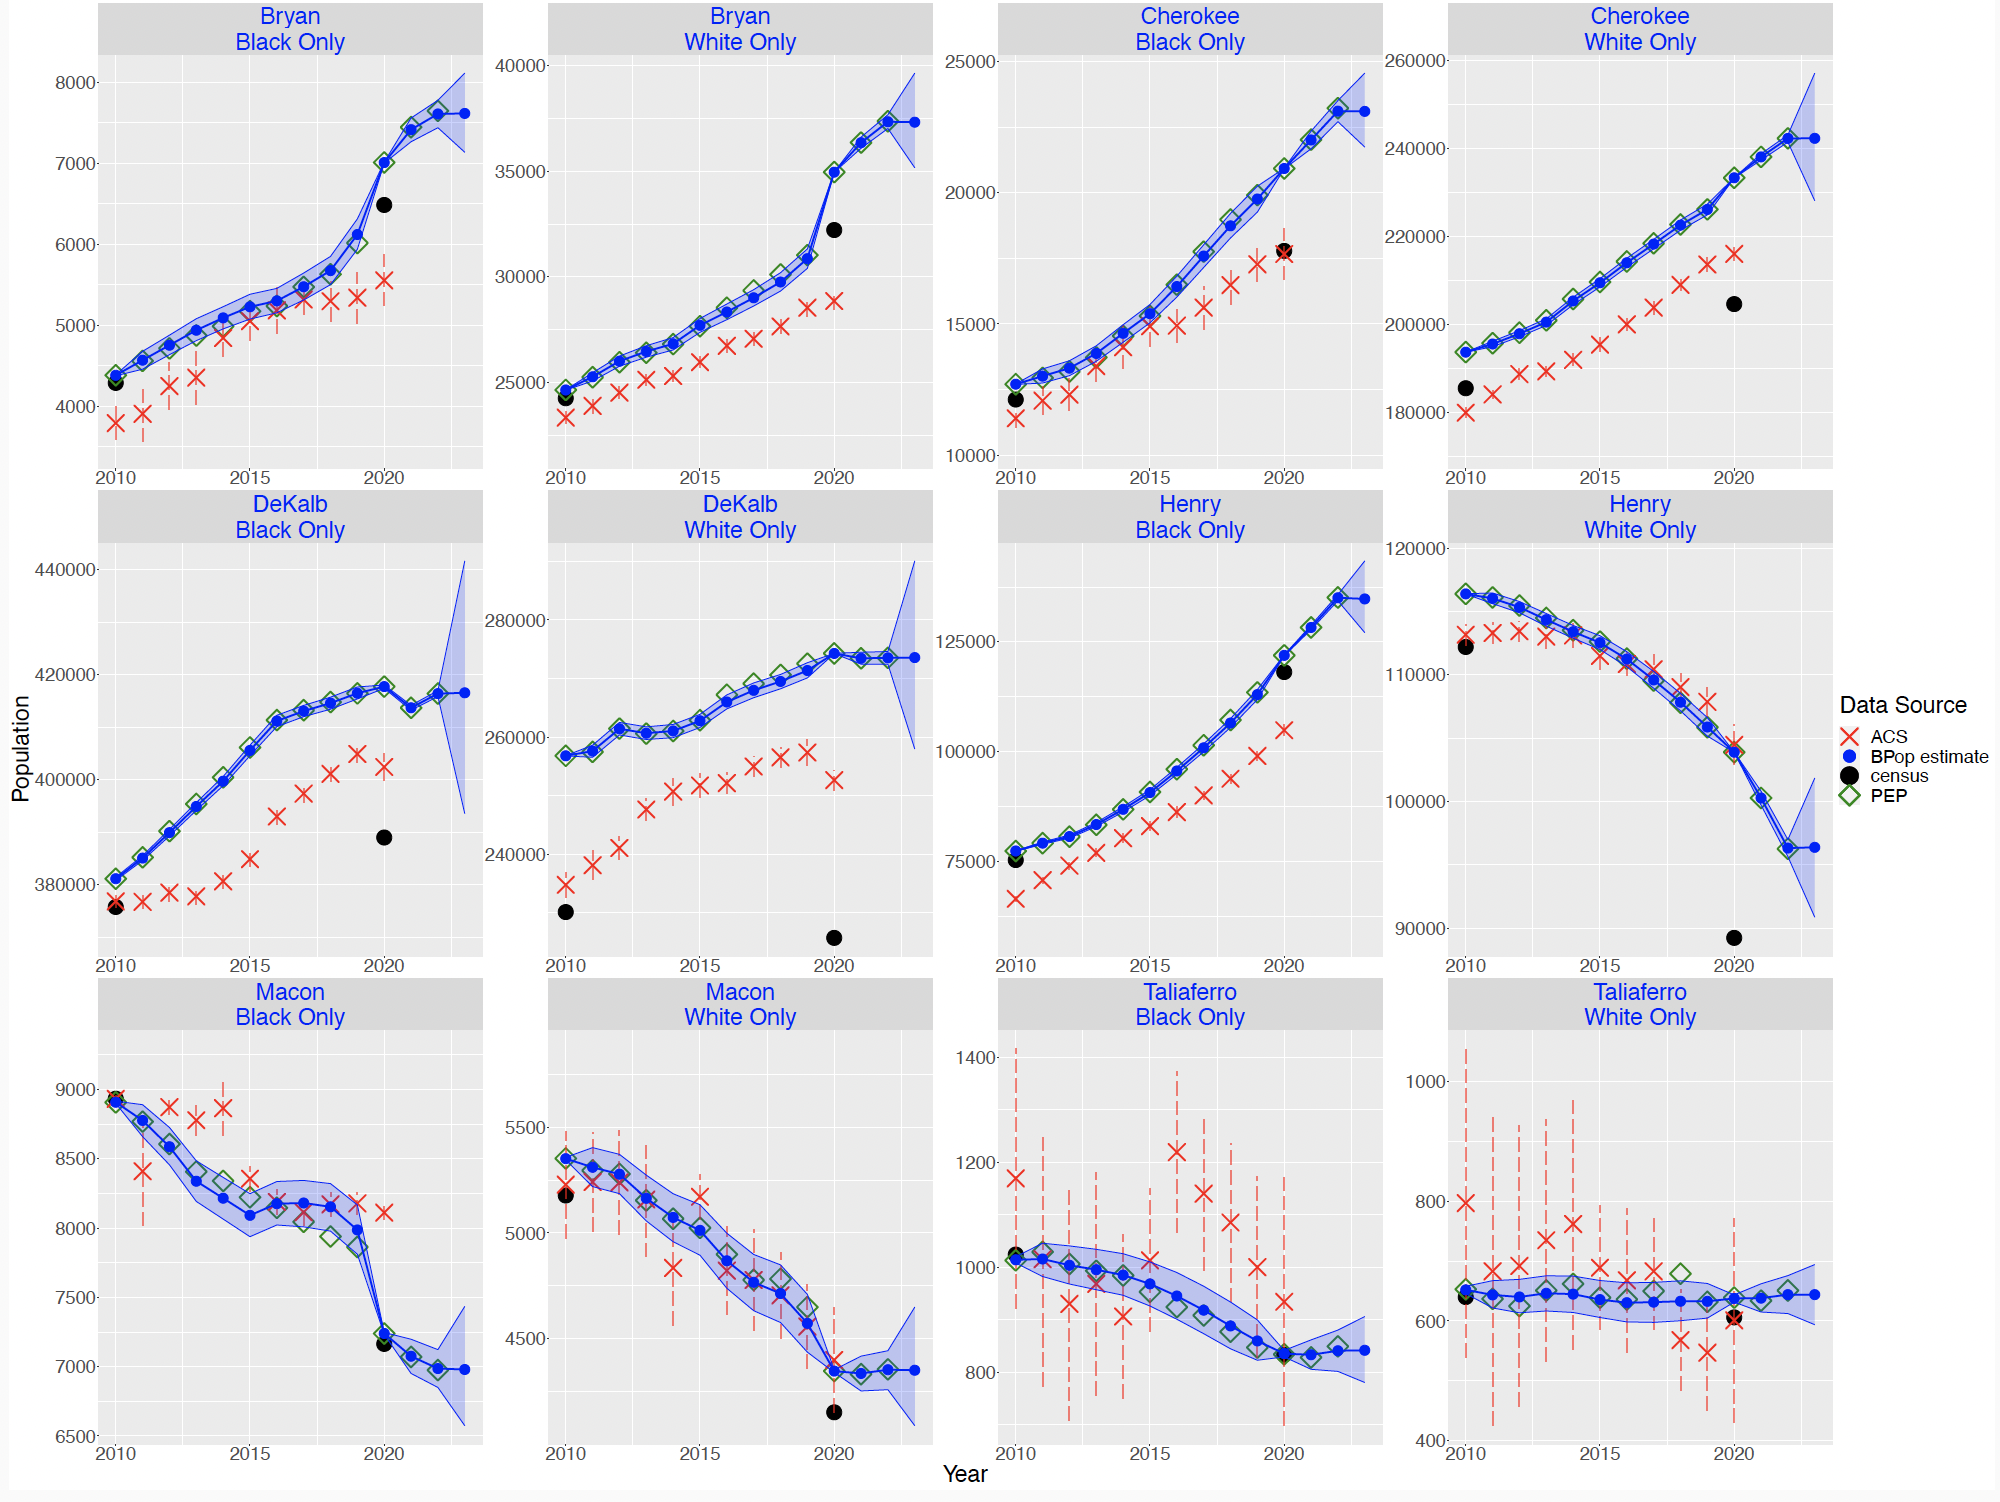 Bryan
Black Only
Bryan
White Only
Cherokee
Black Only
Cherokee
White Only
8000
7000
6000
5000
4000
2010 2015 2020
40000
35000
30000
25000
2010 2015 2020
25000
20000
15000
10000
2010 2015 2020
260000
240000
220000
200000
180000
2010 2015 2020
DeKalb
Black Only
DeKalb
White Only
Henry
Black Only
Henry
White Only
440000
420000
400000
380000
2010 2015 2020
280000
260000
240000
2010 2015 2020
125000
100000
75000
2010 2015 2020
120000
110000
100000
90000
2010 2015 2020
Macon
Black Only
Macon
White Only
Taliaferro
Black Only
Taliaferro
White Only
9000
8500
8000
7500
7000
6500
2010 2015 2020
5500
5000
4500
2010 2015 2020
1400
1200
1000
800
2010 2015 2020
1000
800
600
400
2010 2015 2020
Population
Year
Data Source
ACS
BPop estimate
census
PEP